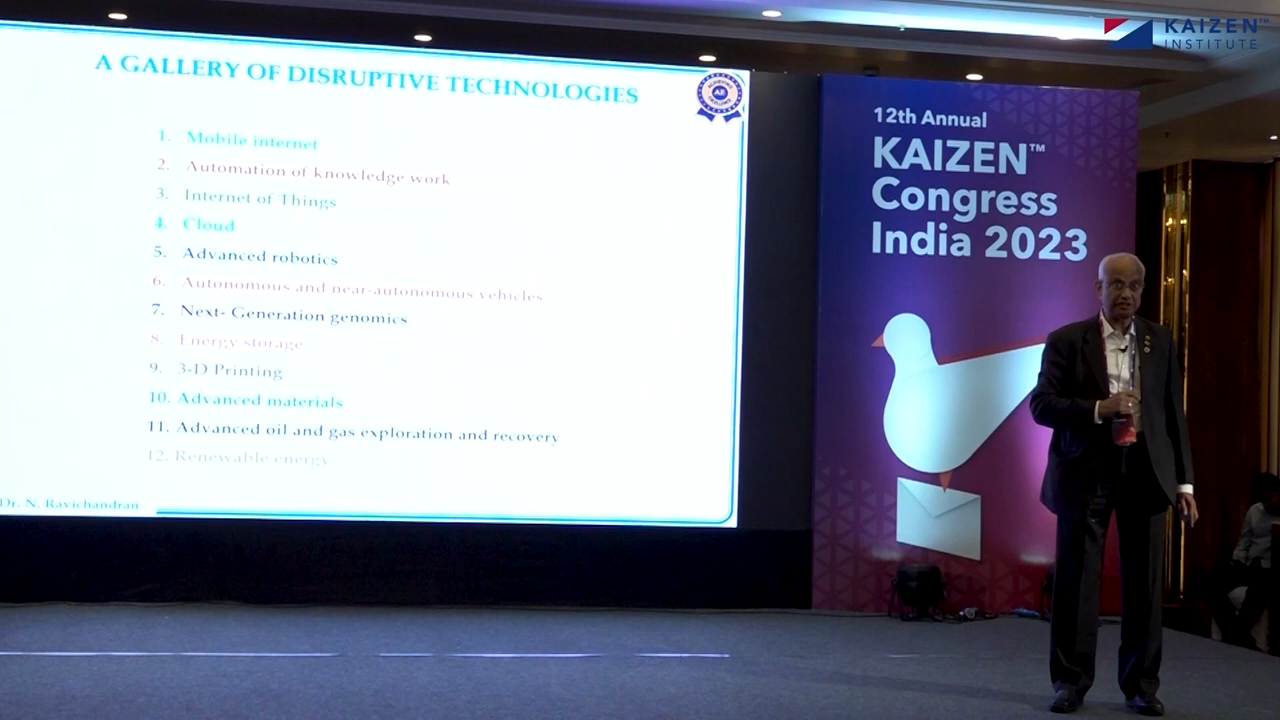 A GALLERY OF DISRUPTIVE TECHNOLOGIES
1. Mobile internet
2. Automation of knowledge work
3. Internet of Things
4. Cloud
5. Advanced robotics
6. Autonomous and near-autonomous vehicles
7. Next- Generation genomics
8. Energy storage
9. 3-D Printing
10. Advanced materials
11. Advanced oil and gas exploration and recovery
12. Renewable energy
Dr. N. Ravichandran
AE
12th Annual
KAIZEN™
Congress
India 2023
KAIZEN™
INSTITUTE